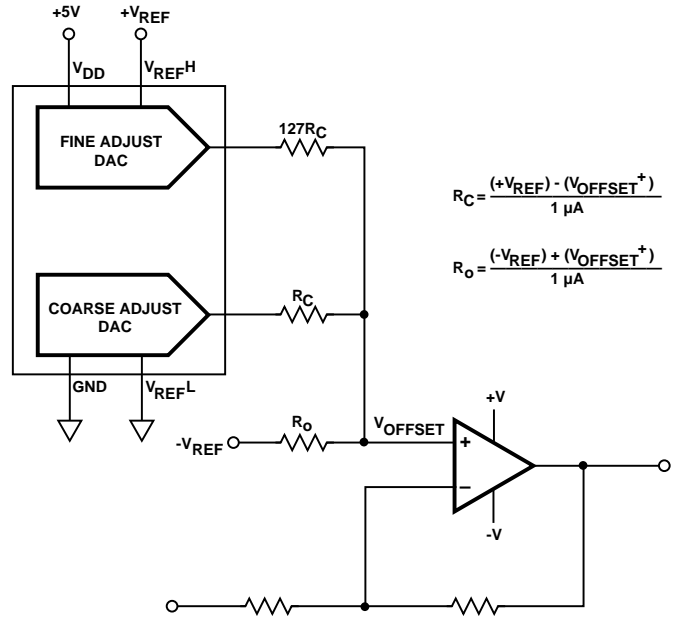 +5V
+VREF
VDD
VREFH
FINE ADJUST
DAC
127RC
RC = (+VREF) - (VOFFSET+)
1 µA
Ro = (-VREF) + (VOFFSET+)
1 µA
COARSE ADJUST
DAC
RC
GND
VREFL
-VREF
Ro
VOFFSET
+V
+
−
-V